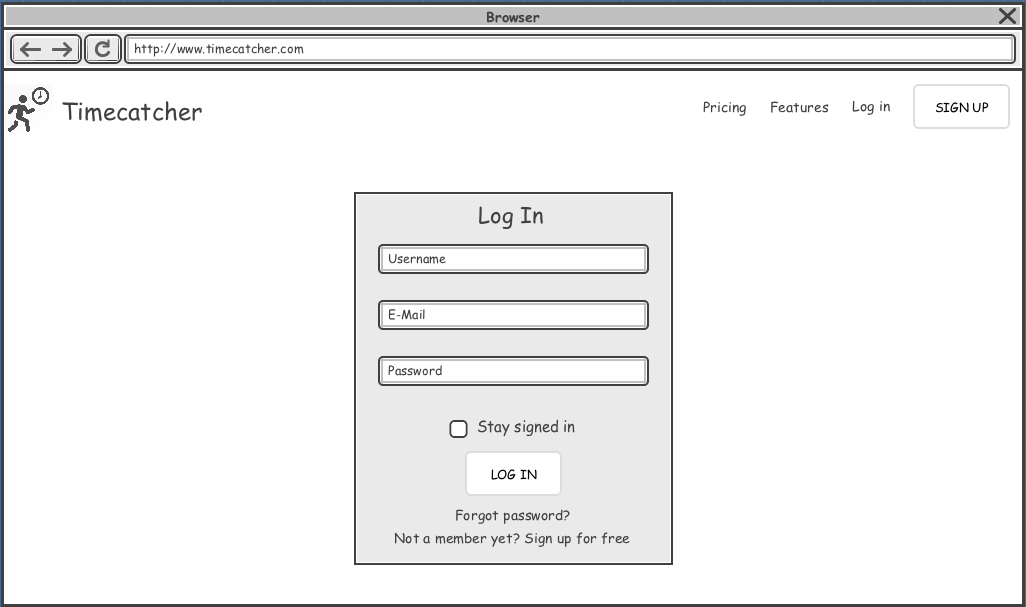 Browser
http://www.timecatcher.com
Timecatcher
Pricing Features Log in SIGN UP
Log In
Username
E-Mail
Password
Stay signed in
LOG IN
Forgot password?
Not a member yet? Sign up for free